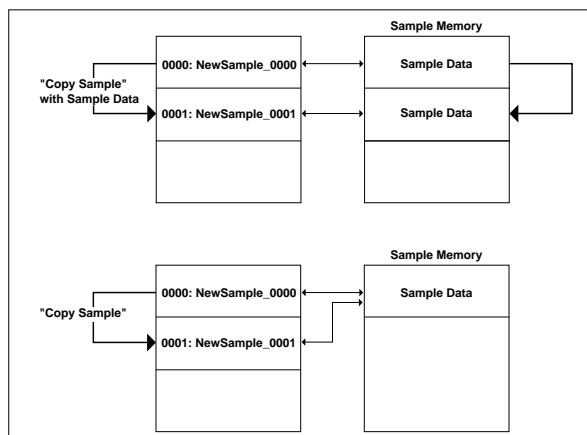 Sample Memory
0000: NewSample_0000
Sample Data
"Copy Sample"
with Sample Data
0001: NewSample_0001
Sample Data
Sample Memory
0000: NewSample_0000
Sample Data
"Copy Sample"
0001: NewSample_0001